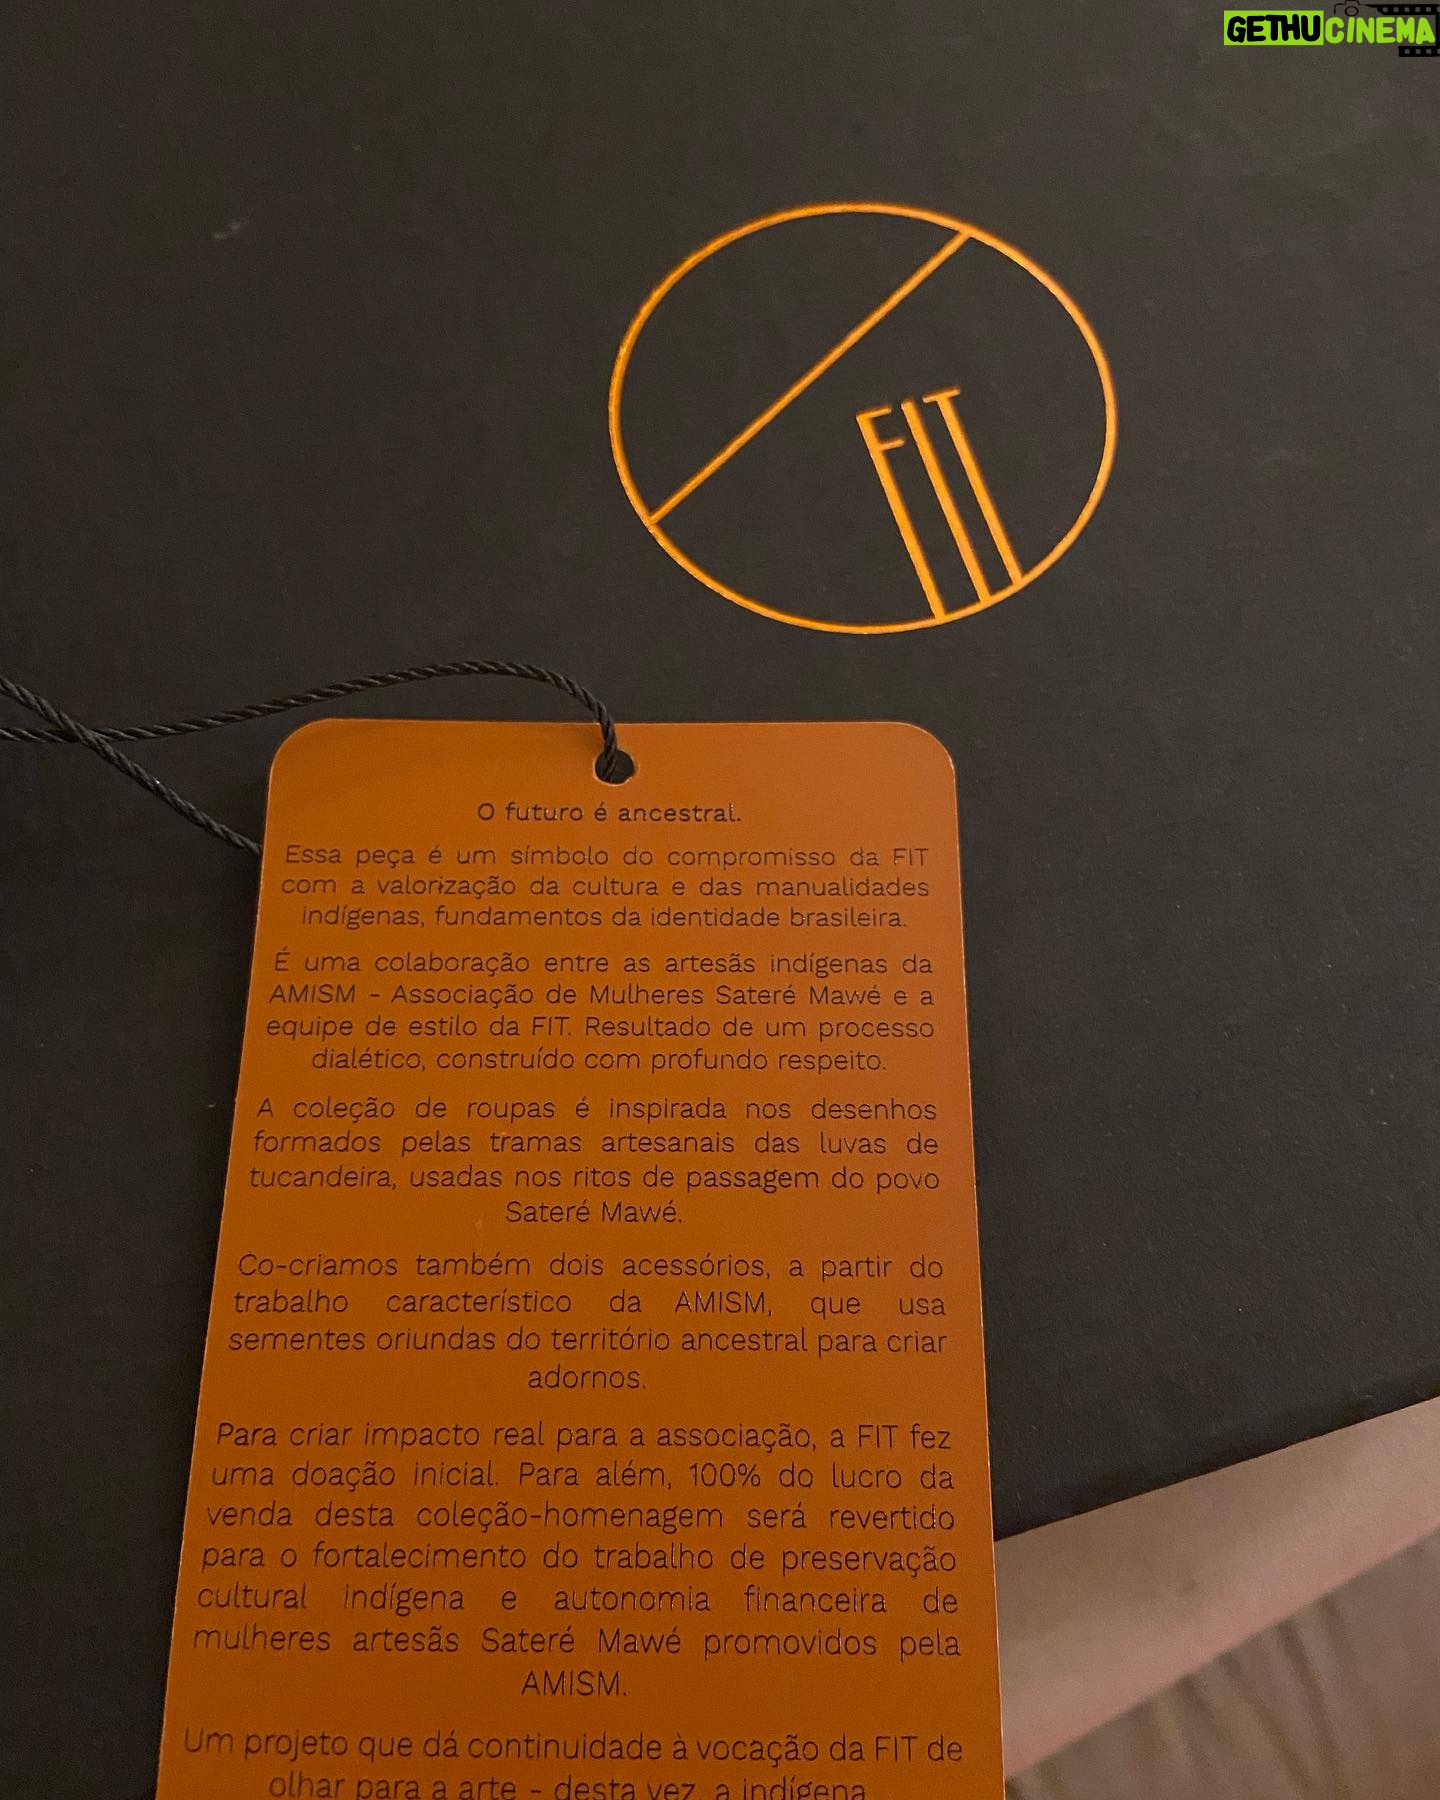 GETHUCINEMA
FIT
O futuro é ancestral.
Essa peça é um símbolo do compromisso da FIT
com a valorização da cultura e das manualidades
indígenas, fundamentos da identidade brasileira.
É uma colaboração entre as artesãs indígenas da
AMISM - Associação de Mulheres Sateré Mawé e a
equipe de estilo da FIT. Resultado de um processo
dialético, construído com profundo respeito.
A coleção de roupas é inspirada nos desenhos
formados pelas tramas artesanais das luvas de
tucandeira, usadas nos ritos de passagem do povo
Sateré Mawé.
Co-criamos também dois acessórios, a partir do
trabalho característico da AMISM, que usa
sementes oriundas do território ancestral para criar
adornos.
Para criar impacto real para a associação, a FIT fez
uma doação inicial. Para além, 100% do lucro da
venda desta coleção-homenagem será revertido
para o fortalecimento do trabalho de preservação
cultural indígena e autonomia financeira de
mulheres artesãs Sateré Mawé promovidos pela
AMISM.
Um projeto que dá continuidade à vocação da FIT de
olhar para a arte - desta vez, a indígena